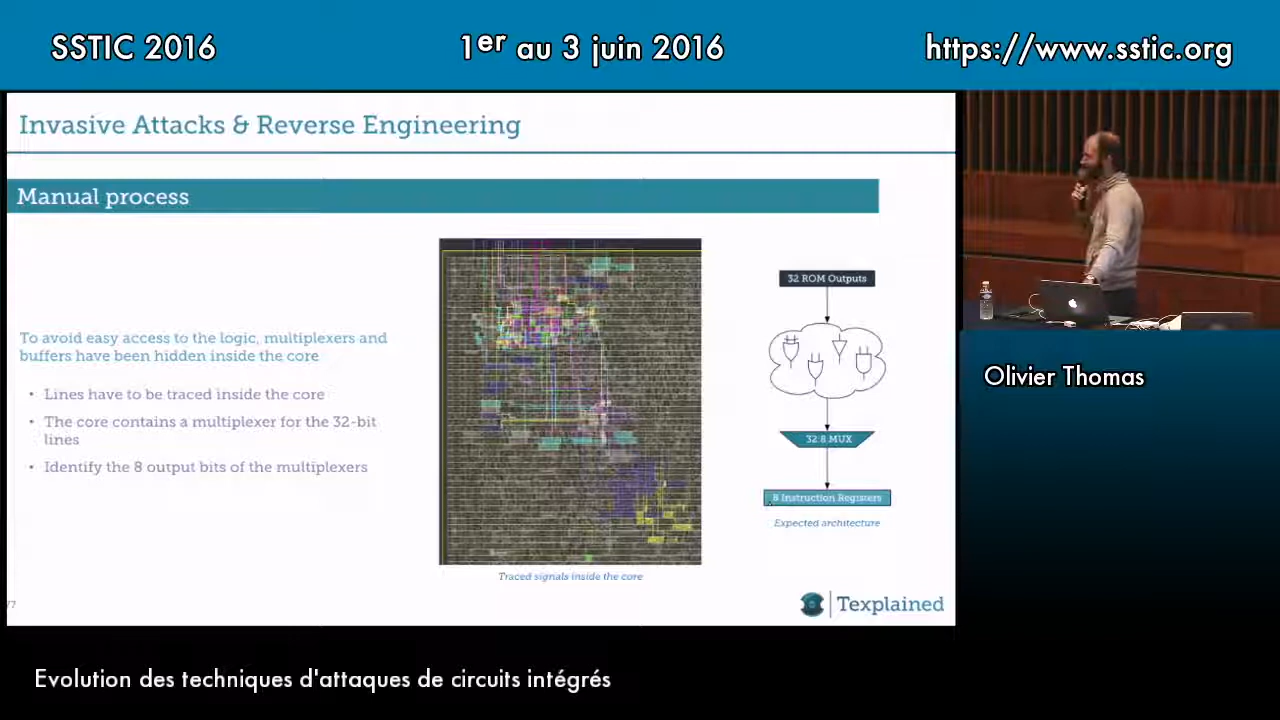 SSTIC 2016
1er au 3 juin 2016
https://www.sstic.org
Invasive Attacks & Reverse Engineering
Manual process
To avoid easy access to the logic, multiplexers and
buffers have been hidden inside the core
• Lines have to be traced inside the core
• The core contains a multiplexer for the 32-bit
lines
• Identify the 8 output bits of the multiplexers
Traced signals inside the core
32 ROM Outputs
32:8 MUX
8 Instruction Registers
Expected architecture
77
Texplained
Olivier Thomas
Evolution des techniques d'attaques de circuits intégrés